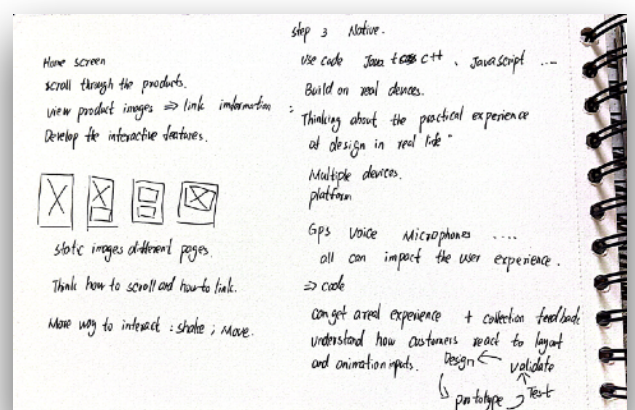 Home screen
scroll through the products.
view product images ⇒ link imformation
Develop the interactive features.
static images different pages.
Think how to scroll and how to link.
More way to interact : shake ; Move.
step 3 Native.
Use code Java C++ 、 JavaScript ....
Build on real devices.
Thinking about the practical experience
of design in real life"
Multiple devices.
platform
Gps Voice Microphones ....
all can impact the user experience.
⇒ code
can get a real experience + collection feedback
understand how customers react to layout
and animation inputs.
Design ← validate
prototype Test